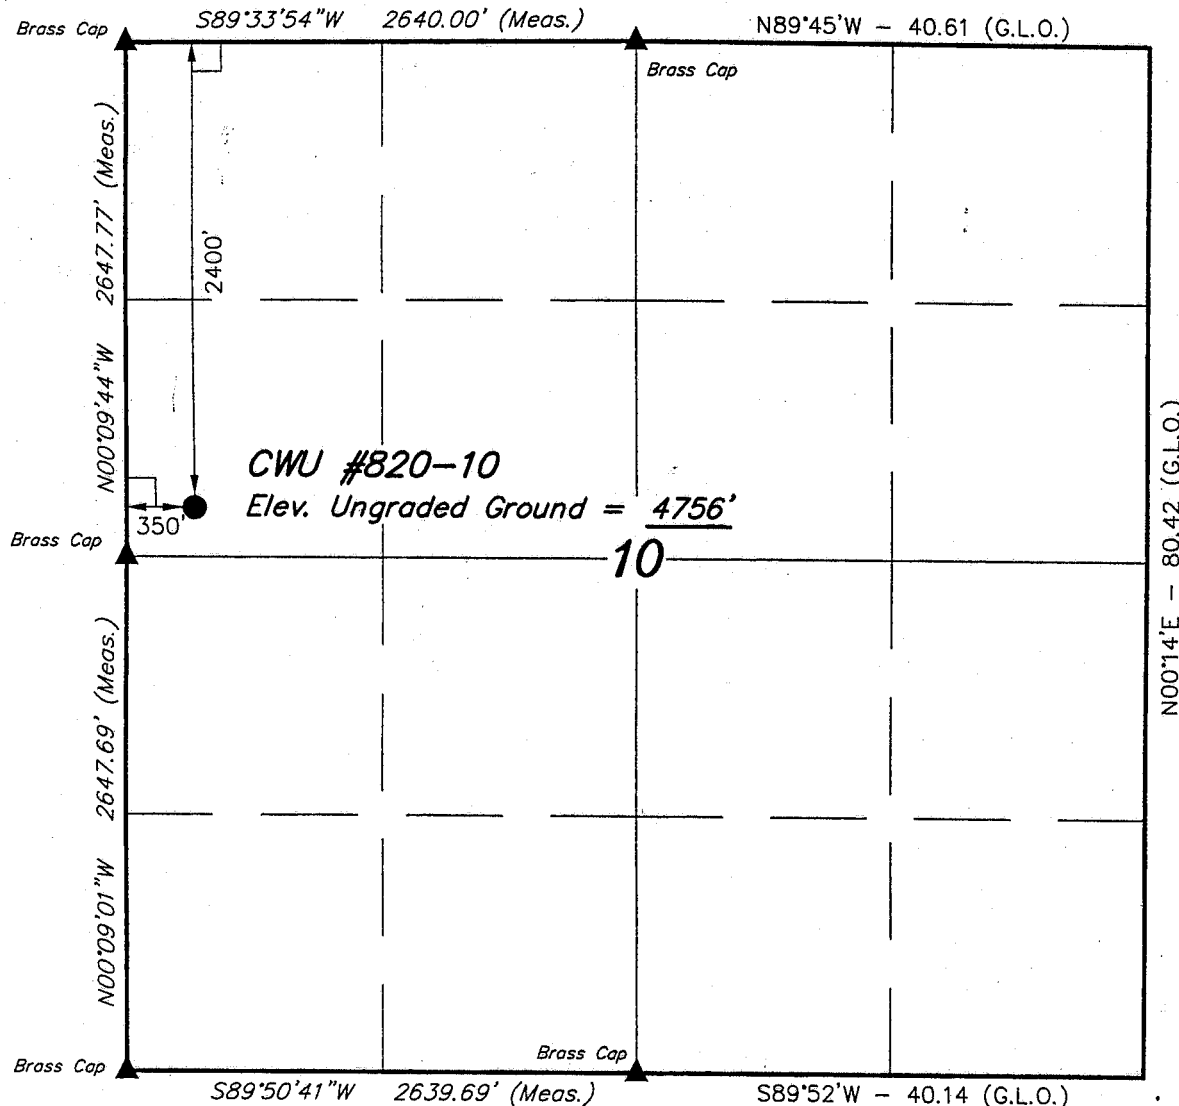 S89°33'54"W 2640.00' (Meas.)
N89°45'W – 40.61 (G.L.O.)
Brass Cap
Brass Cap
2647.77' (Meas.)
2400'
N00°09'44"W
CWU #820–10
Elev. Ungraded Ground = 4756'
350'
Brass Cap
10
N00°14'E – 80.42 (G.L.O.)
2647.69' (Meas.)
N00°09'01"W
Brass Cap
Brass Cap
S89°50'41"W 2639.69' (Meas.)
S89°52'W – 40.14 (G.L.O.)